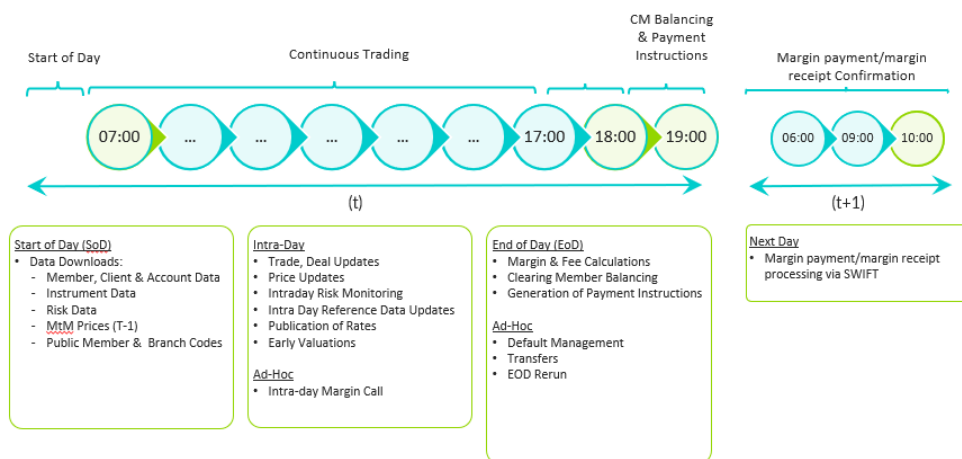 Start of Day
Continuous Trading
CM Balancing
& Payment
Instructions
Margin payment/margin
receipt Confirmation
07:00
...
...
...
...
...
17:00
18:00
19:00
06:00
09:00
10:00
(t)
(t+1)
Start of Day (SoD)
• Data Downloads:
- Member, Client & Account Data
- Instrument Data
- Risk Data
- MtM Prices (T-1)
- Public Member & Branch Codes
Intra-Day
• Trade, Deal Updates
• Price Updates
• Intraday Risk Monitoring
• Intra Day Reference Data Updates
• Publication of Rates
• Early Valuations
Ad-Hoc
• Intra-day Margin Call
End of Day (EoD)
• Margin & Fee Calculations
• Clearing Member Balancing
• Generation of Payment Instructions
Ad-Hoc
• Default Management
• Transfers
• EOD Rerun
Next Day
• Margin payment/margin receipt
processing via SWIFT